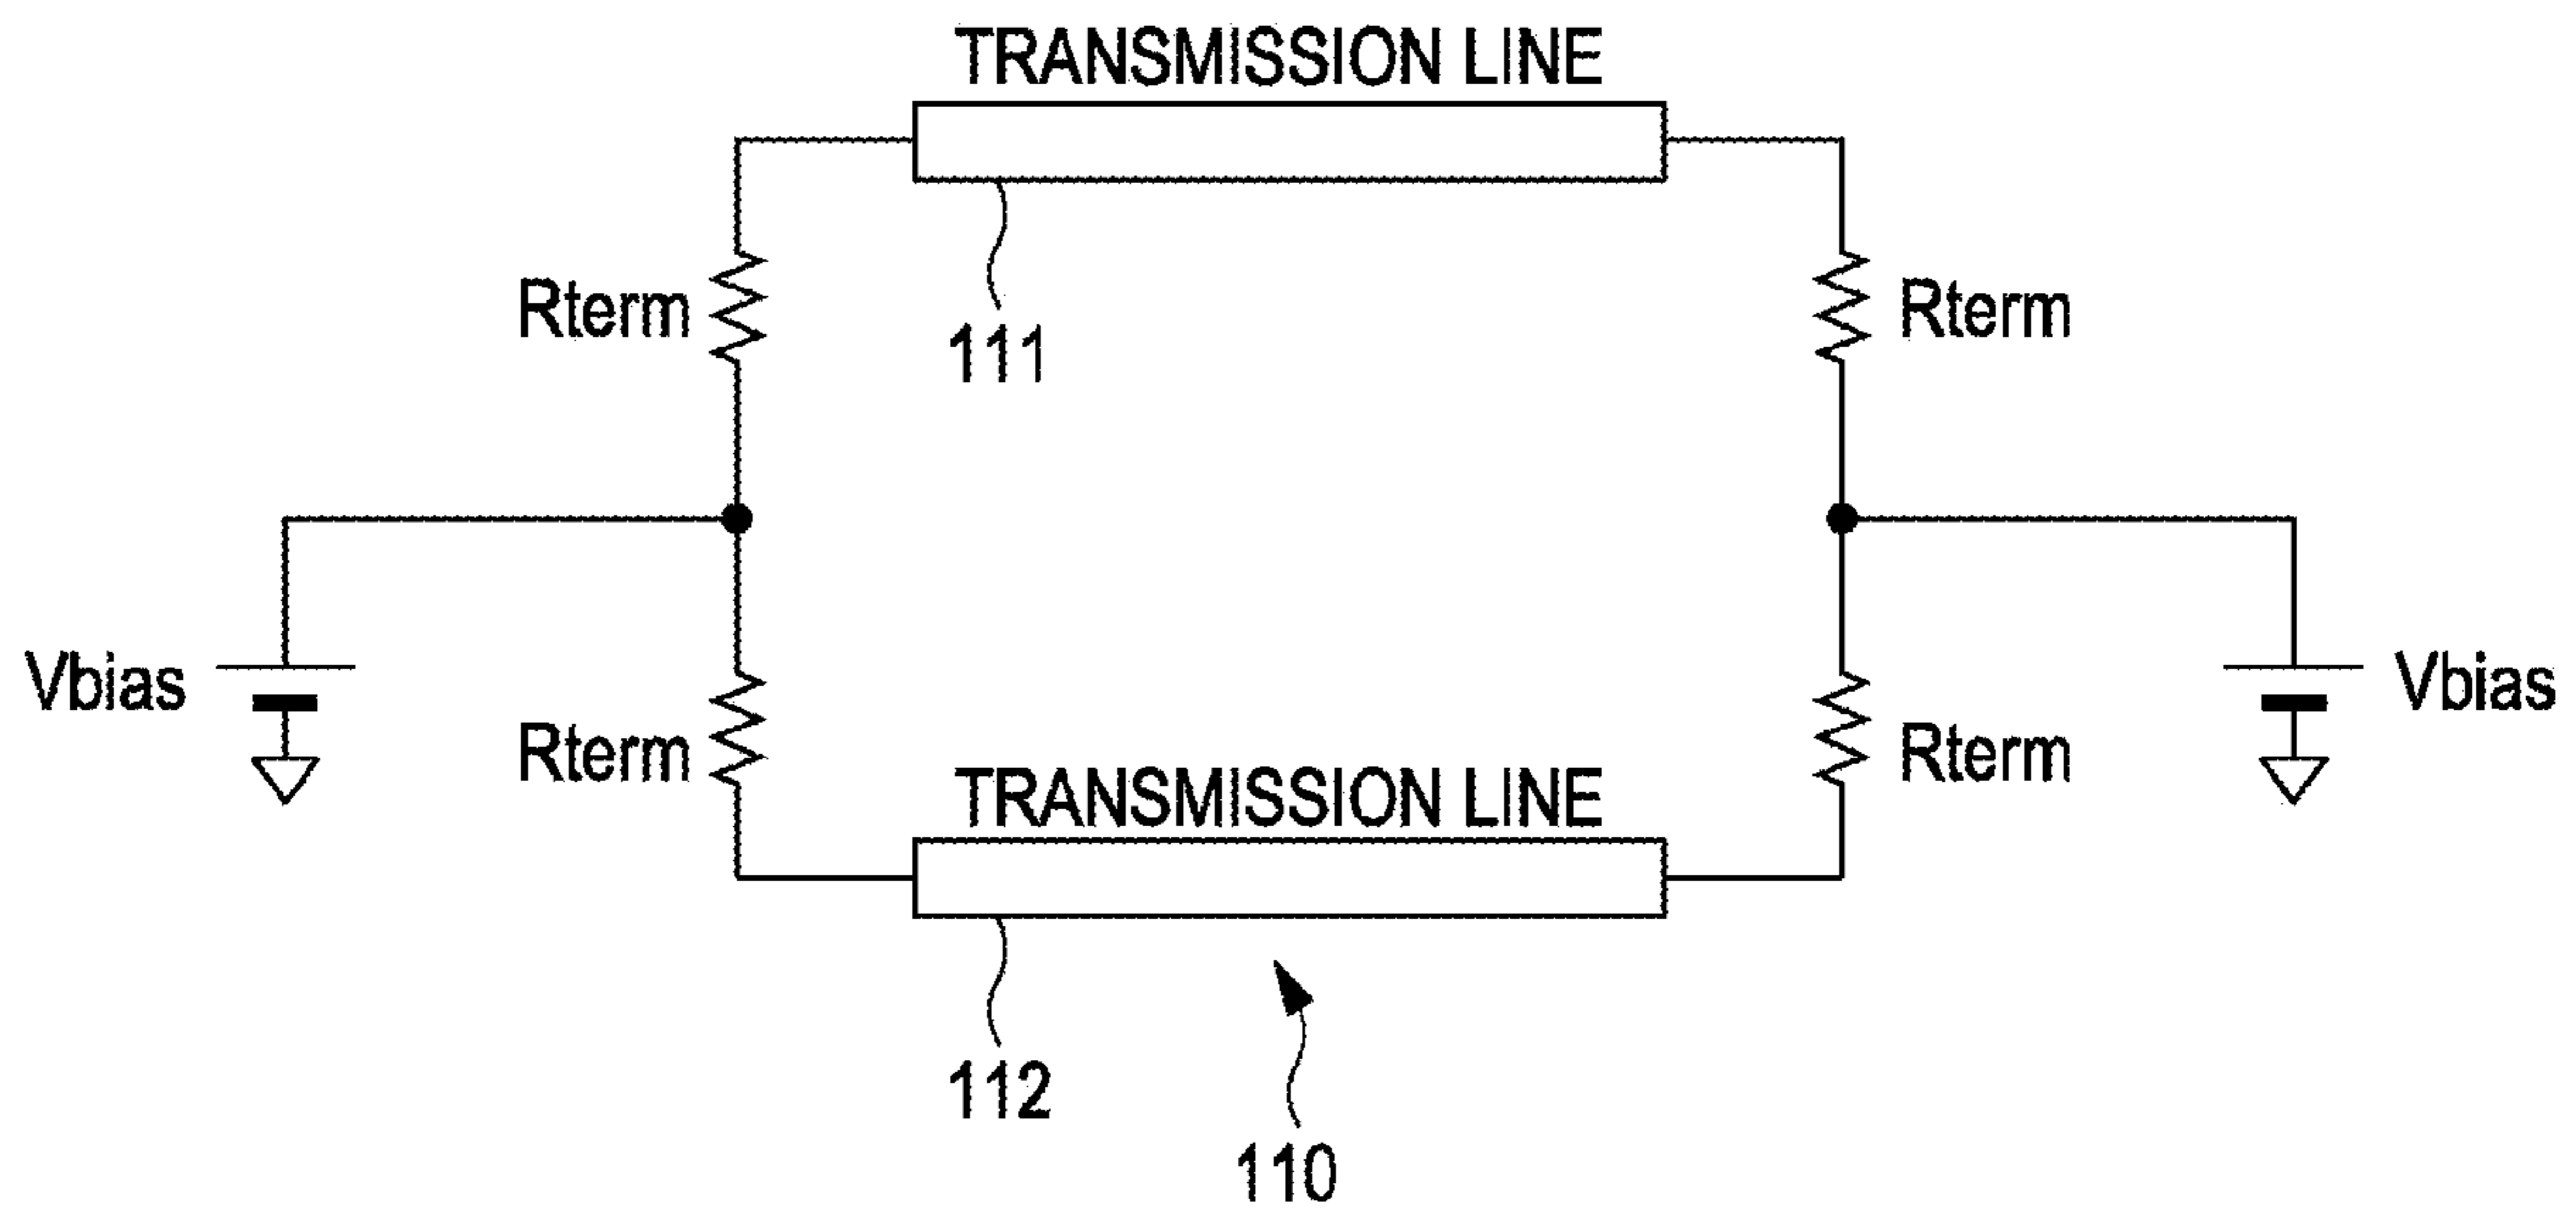 TRANSMISSION LINE
Rterm
Rterm
111
Vbias
Vbias
Rterm
Rterm
TRANSMISSION LINE
112
110